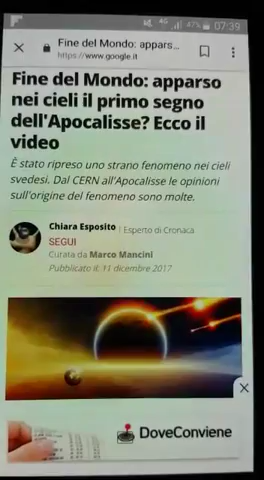 4G 47% 07:39
Fine del Mondo: appars...
https://www.google.it
Fine del Mondo: apparso
nei cieli il primo segno
dell'Apocalisse? Ecco il
video
È stato ripreso uno strano fenomeno nei cieli
svedesi. Dal CERN all'Apocalisse le opinioni
sull'origine del fenomeno sono molte.
Chiara Esposito | Esperto di Cronaca
SEGUI
Curata da Marco Mancini
Pubblicato il: 11 dicembre 2017
DoveConviene